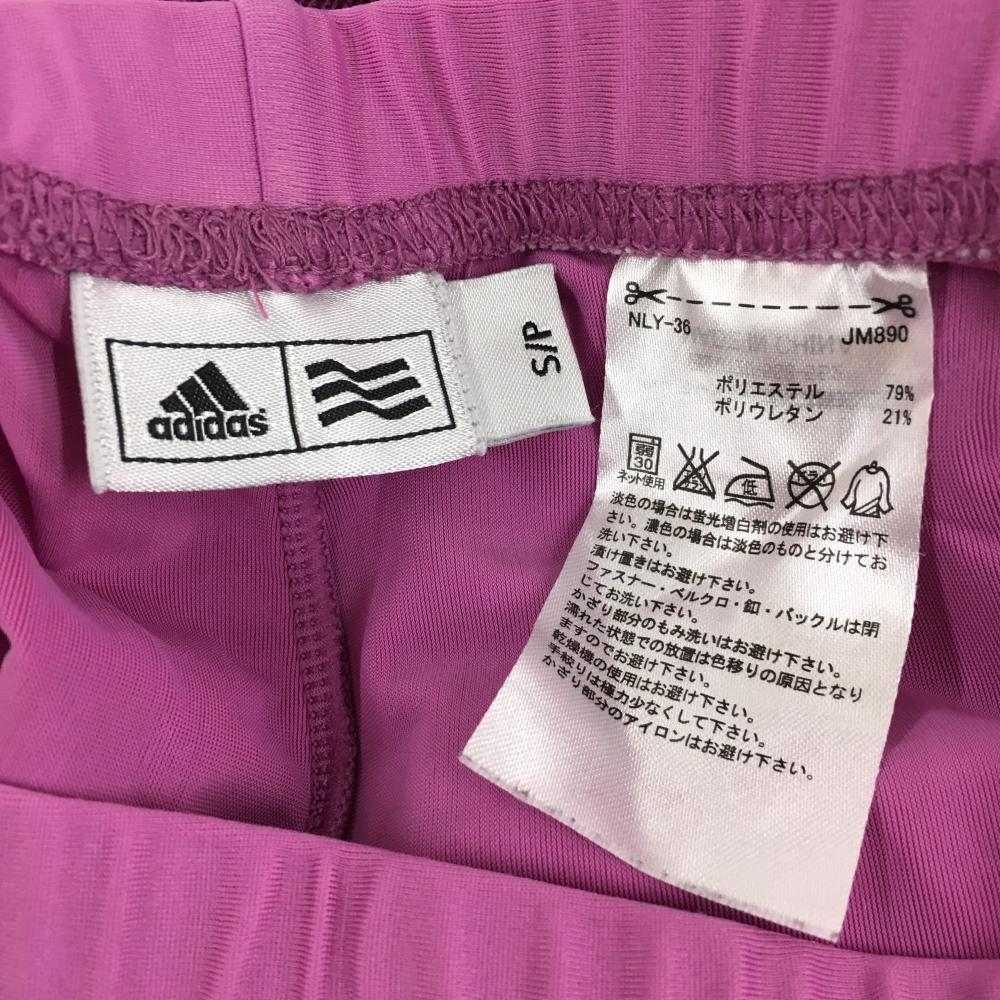 adidas
S/P
NLY-36 JM890
ポリエステル 79%
ポリウレタン 21%
弱
30
ネット使用
低
ドライ
淡色の場合は蛍光増白剤の使用はお避け下
さい。濃色の場合は淡色のものと分けてお
洗い下さい。
漬け置きはお避け下さい。
ファスナー・ベルクロ・釦・バックルは閉
じてお洗い下さい。
かざり部分のもみ洗いはお避け下さい。
濡れた状態での放置は色移りの原因となり
ますのでお避け下さい。
乾燥機の使用はお避け下さい。
手絞りは極力少なくして下さい。
かざり部分のアイロンはお避け下さい。